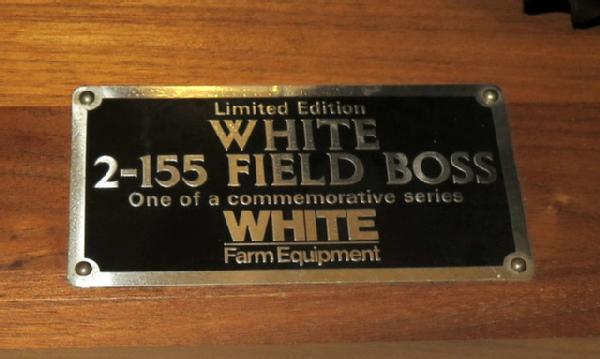 Limited Edition
WHITE
2-155 FIELD BOSS
One of a commemorative series
WHITE
Farm Equipment